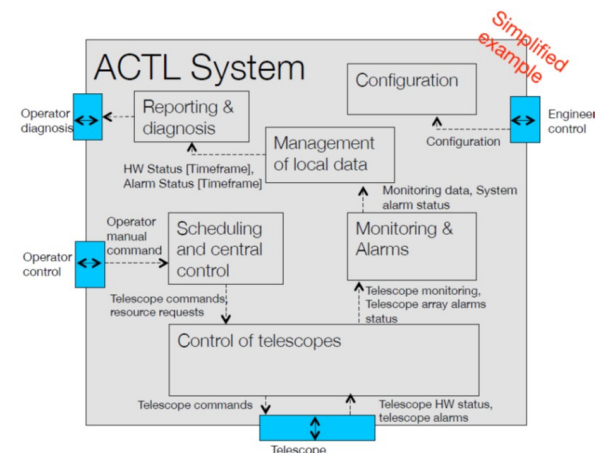 Simplified
example
ACTL System
Configuration
Reporting &
diagnosis
Operator
diagnosis
Engineer
control
Configuration
Management
of local data
HW Status [Timeframe],
Alarm Status [Timeframe]
Monitoring data, System
alarm status
Operator
manual
command
Scheduling
and central
control
Monitoring &
Alarms
Operator
control
Telescope commands,
resource requests
Telescope monitoring,
Telescope array alarms
status
Control of telescopes
Telescope commands
Telescope HW status,
telescope alarms
Telescope